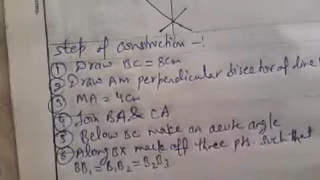 step of construction -:
① Draw BC = 8cm
② Draw AM perpendicular bisector of line
③ MA = 4cm
④ Join BA & CA
⑤ Below BC make an acute angle
⑥ Along BX mark off three pts. such that
BB₁ = B₁B₂ = B₂B₃